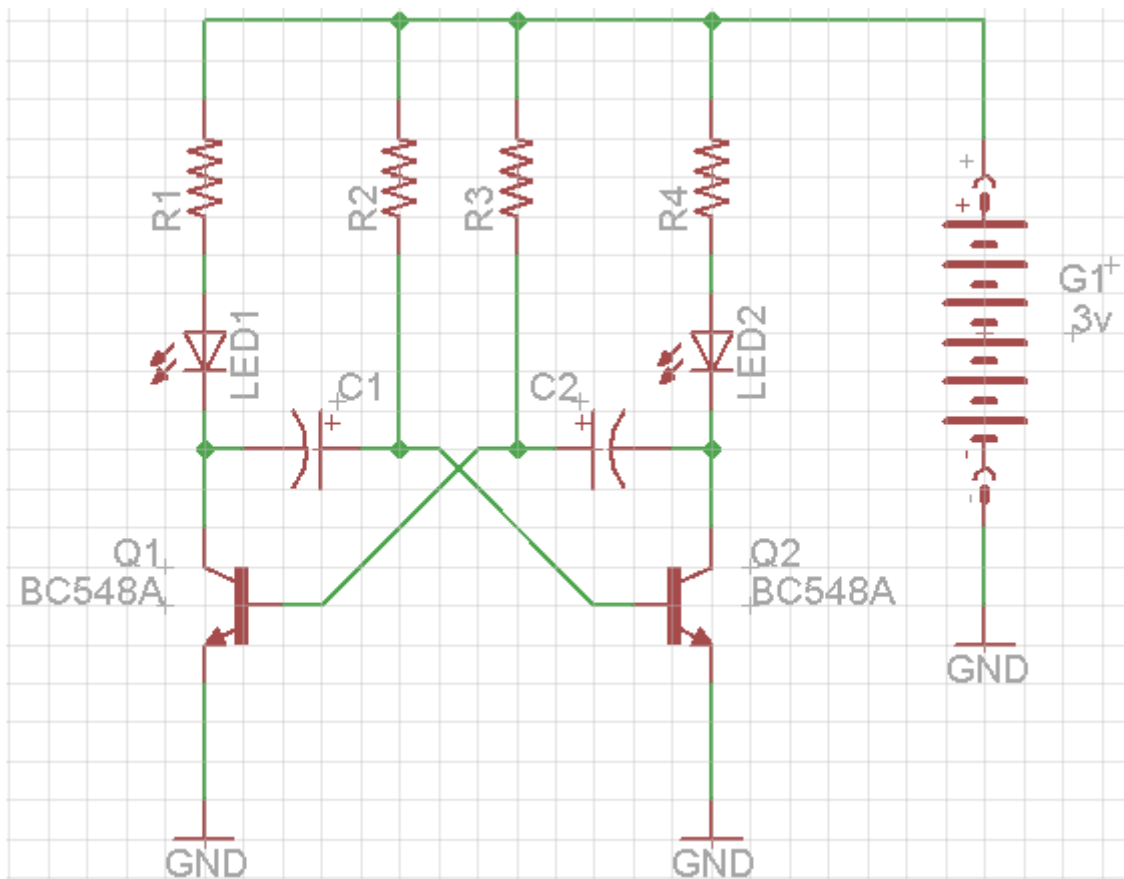 R1
R2
R3
R4
LED1
LED2
C1
C2
G1
3v
Q1
BC548A
Q2
BC548A
GND
GND
GND